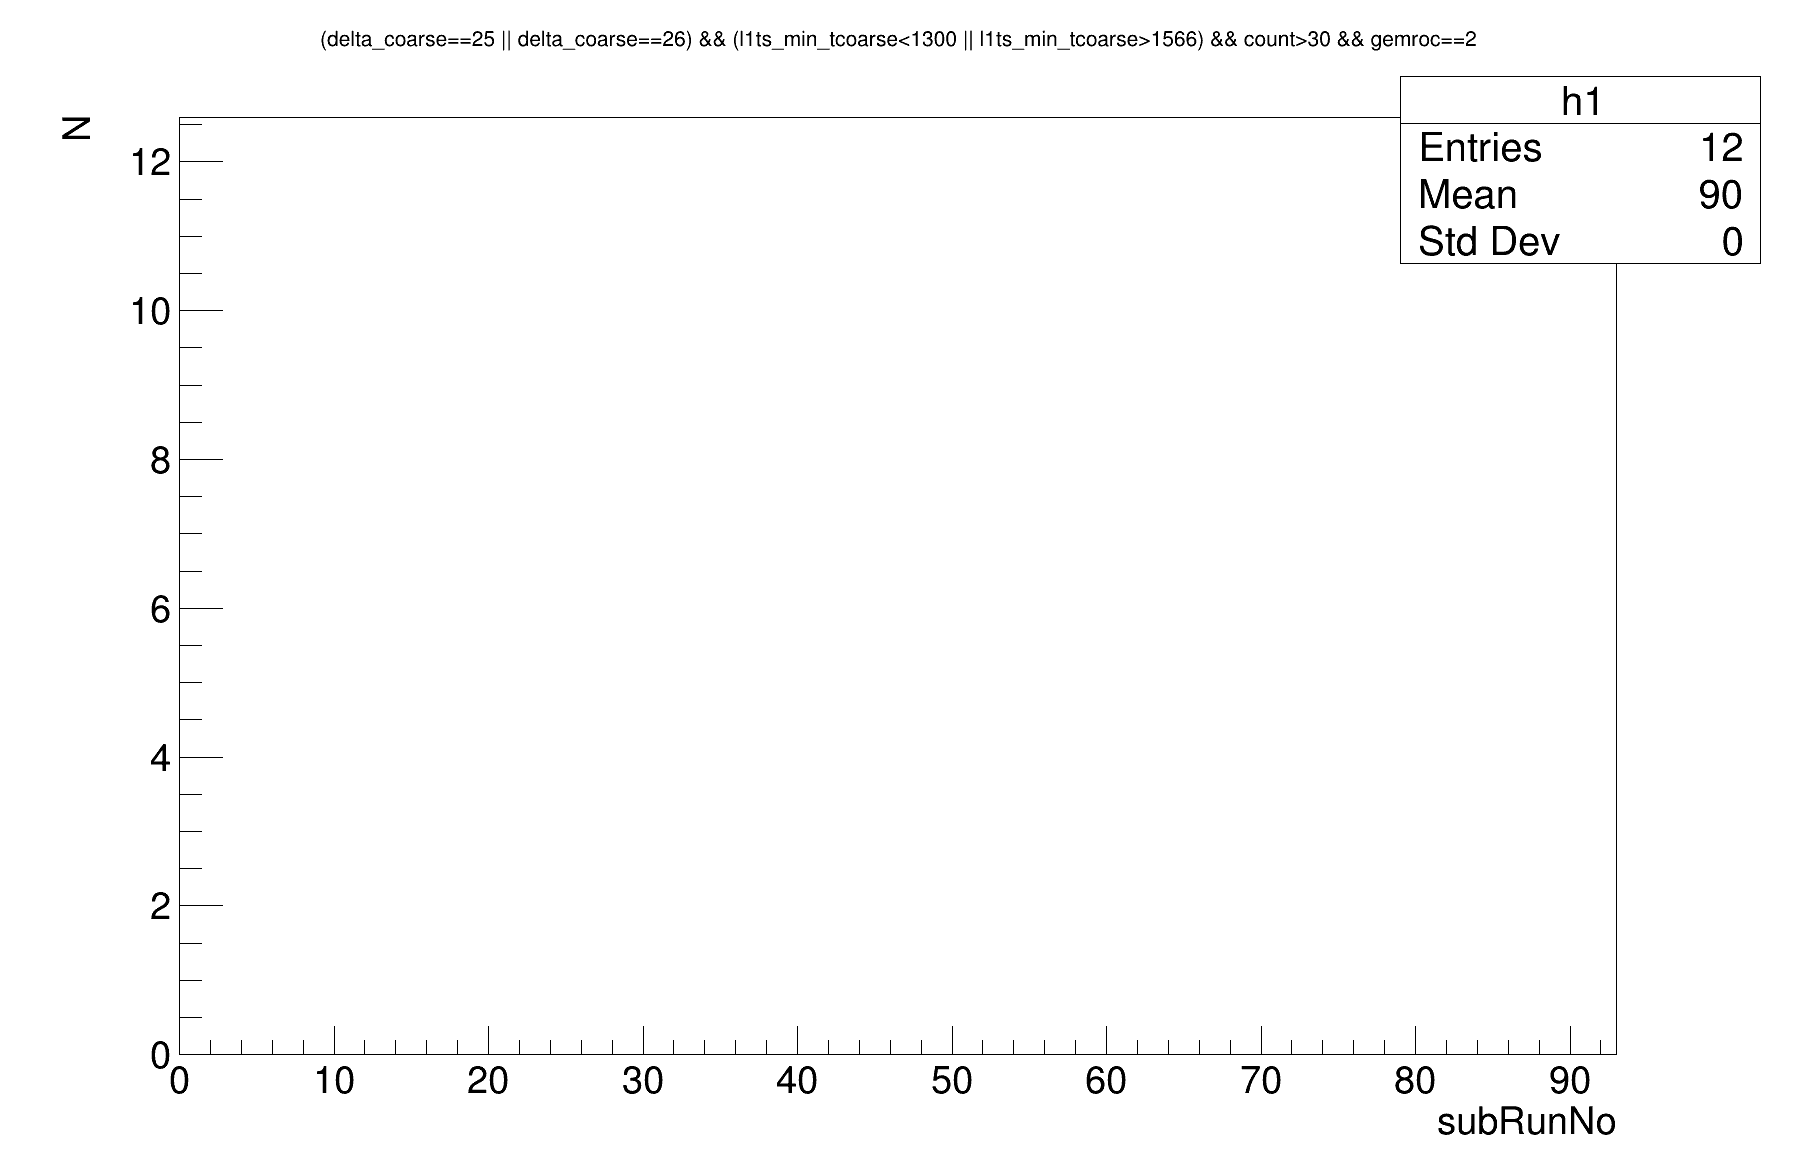 (delta_coarse==25 || delta_coarse==26) && (l1ts_min_tcoarse<1300 || l1ts_min_tcoarse>1566) && count>30 && gemroc==2
h1
Entries 12
Mean 90
Std Dev 0
N
12
10
8
6
4
2
0
0 10 20 30 40 50 60 70 80 90
subRunNo